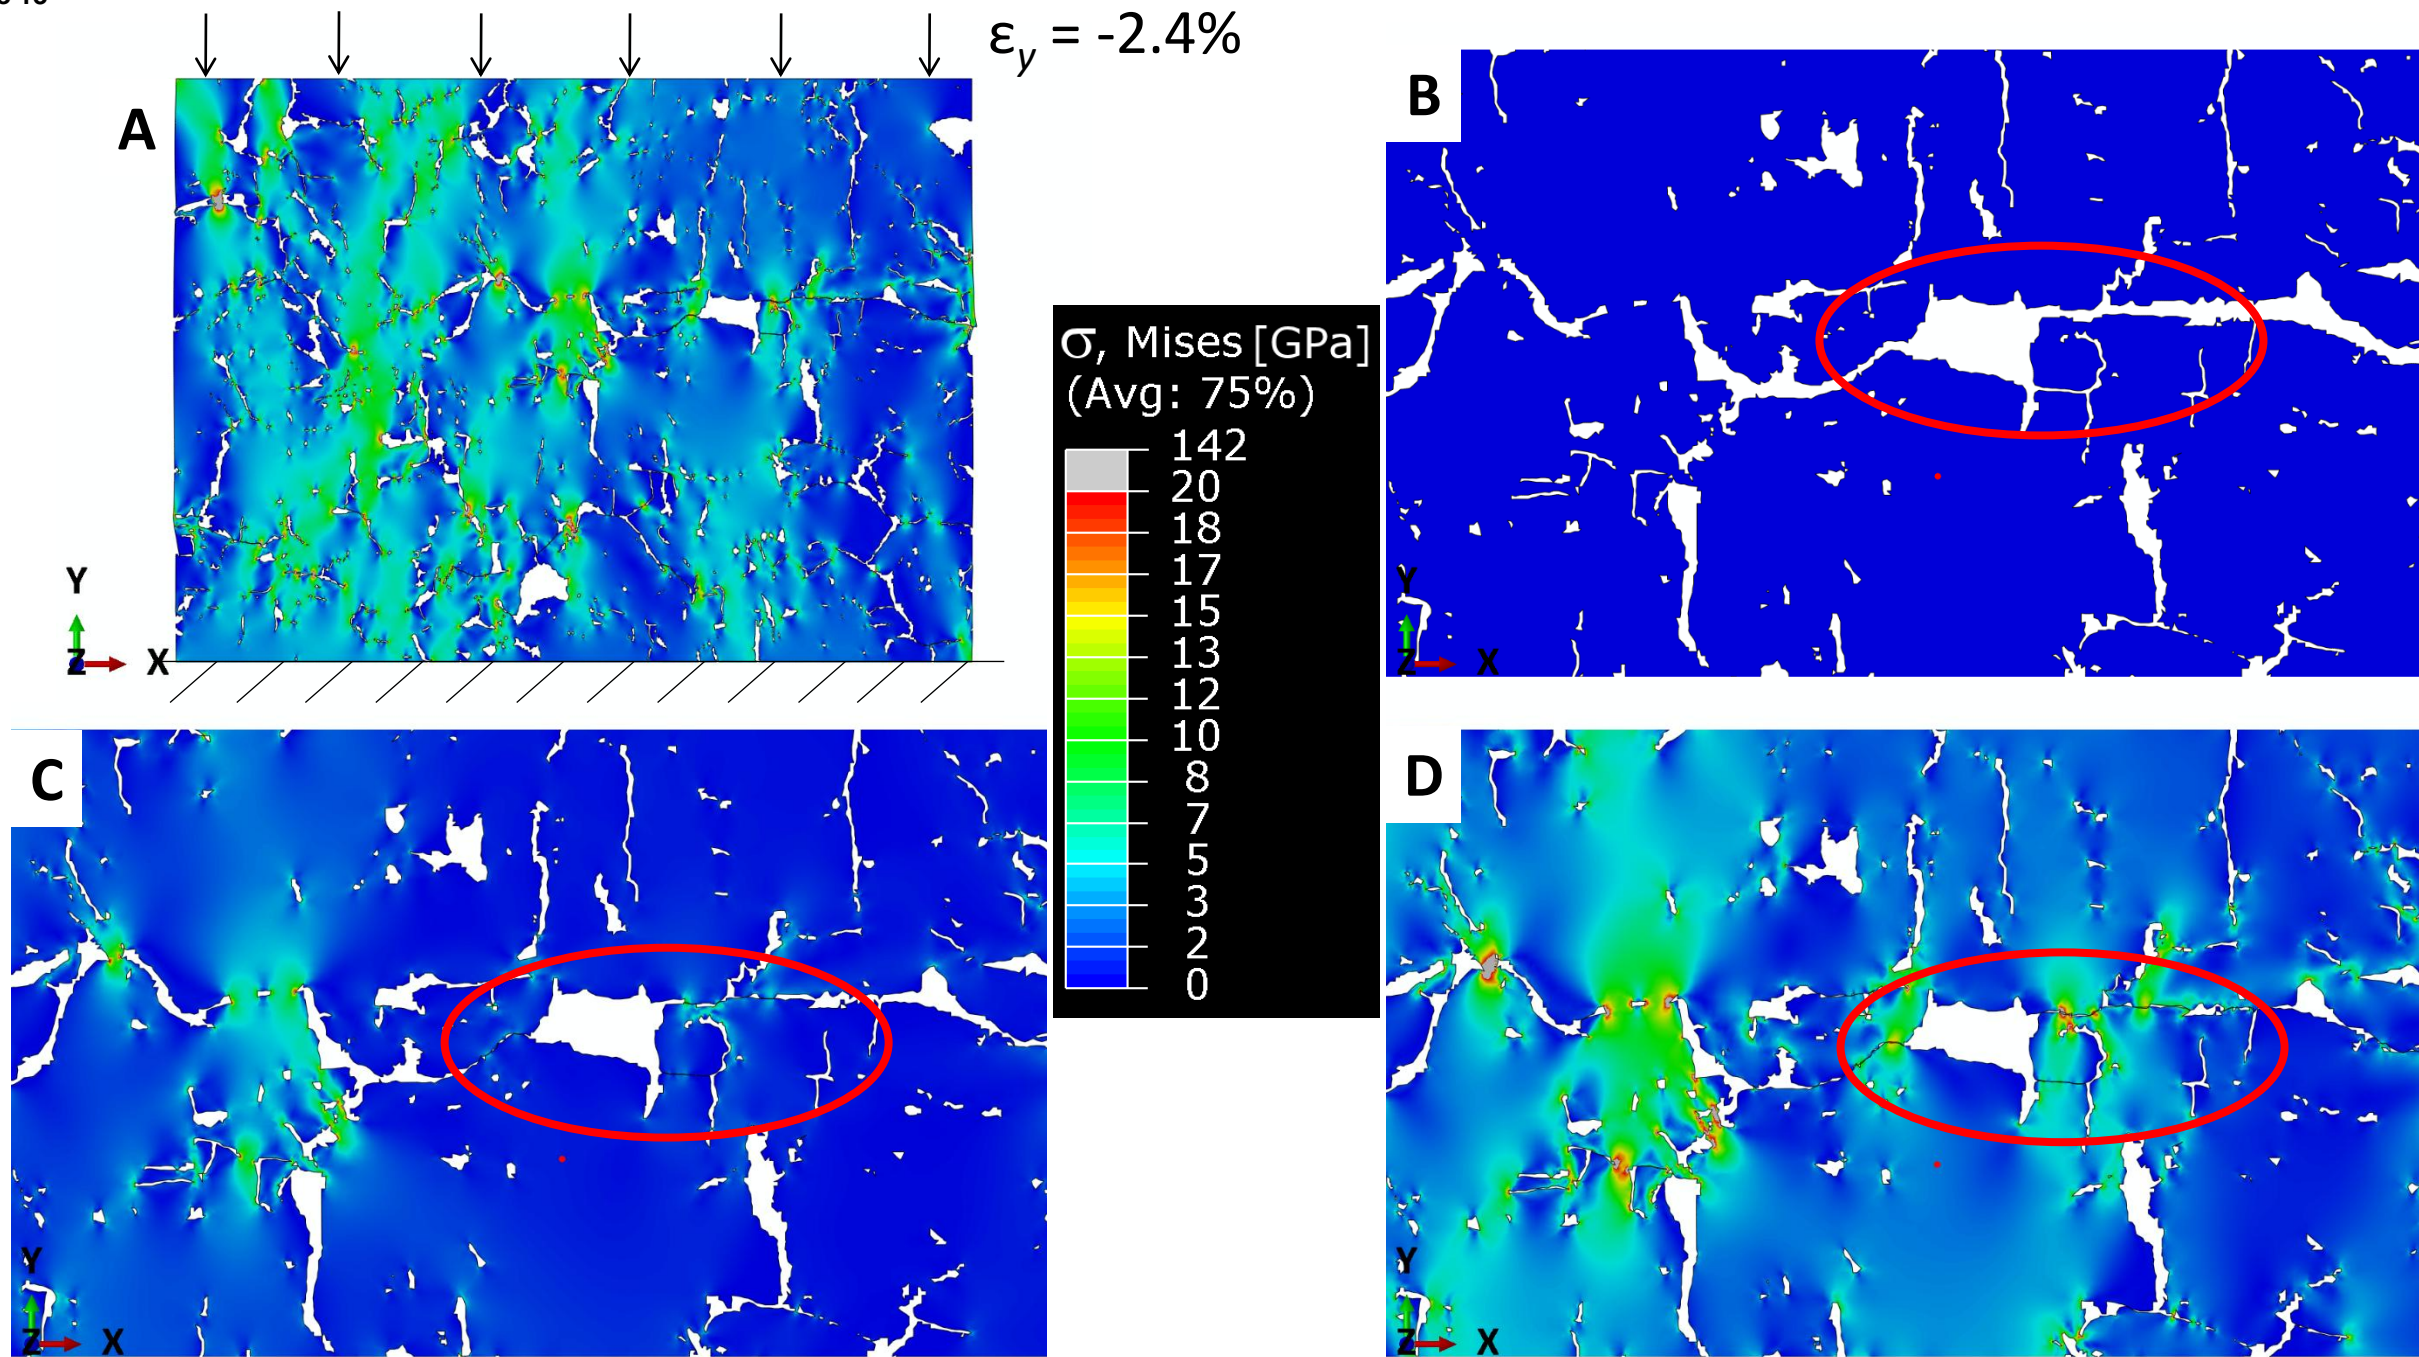 εy = -2.4%
A
B
σ, Mises [GPa]
(Avg: 75%)
142
20
18
17
15
13
12
10
8
7
5
3
2
0
Y
Z X
Y
Z X
C
D
Y
Z X
Y
Z X